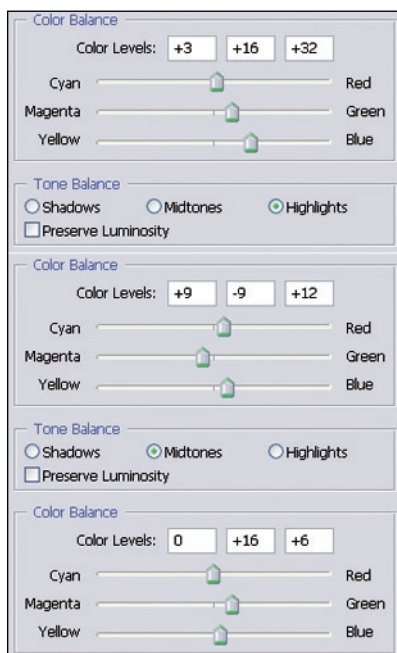 Color Balance
Color Levels: +3 +16 +32
Cyan Red
Magenta Green
Yellow Blue
Tone Balance
Shadows Midtones Highlights
Preserve Luminosity
Color Balance
Color Levels: +9 -9 +12
Cyan Red
Magenta Green
Yellow Blue
Tone Balance
Shadows Midtones Highlights
Preserve Luminosity
Color Balance
Color Levels: 0 +16 +6
Cyan Red
Magenta Green
Yellow Blue